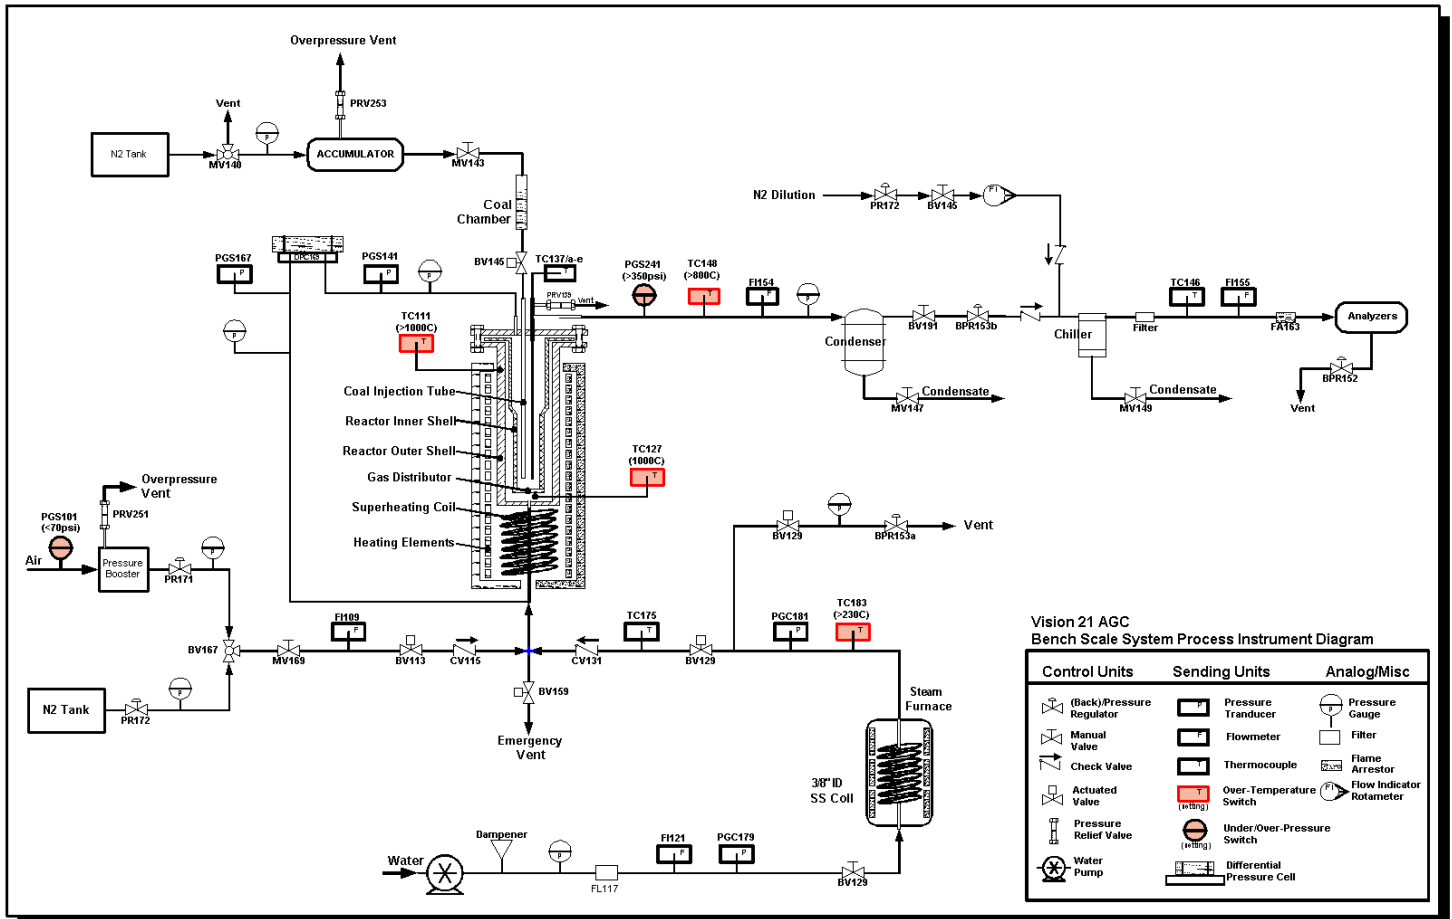 Overpressure Vent
PRV253
Vent
N2 Tank
MV140
P
ACCUMULATOR
MV143
Coal
Chamber
N2 Dilution
PR172
BV145
FI
PGS167
P
DPC169
PGS141
P
P
BV145
TC137/a-e
T
PRV139
Vent
PGS241
(>350psi)
TC148
(>800C)
T
FI154
F
P
TC146
T
FI155
F
P
TC111
(>1000C)
T
Condenser
BV191
BPR153b
Chiller
Filter
FA163
Analyzers
BPR152
Vent
Coal Injection Tube
Condensate
MV147
Condensate
MV149
Reactor Inner Shell
Reactor Outer Shell
TC127
(1000C)
T
Gas Distributor
Superheating Coil
Heating Elements
Overpressure
Vent
PRV251
PGS101
(<70psi)
Air
Pressure
Booster
PR171
P
P
BV129
BPR153a
Vent
FI109
F
TC175
T
PGC181
P
TC183
(>230C)
T
BV167
MV169
BV113
CV115
CV131
BV129
N2 Tank
PR172
P
BV159
Emergency
Vent
Steam
Furnace
3/8" ID
SS Coil
Dampener
Water
P
FL117
FI121
F
PGC179
P
BV129
Vision 21 AGC
Bench Scale System Process Instrument Diagram
Control Units
Sending Units
Analog/Misc
(Back)/Pressure
Regulator
P
Pressure
Tranducer
P
Pressure
Gauge
Manual
Valve
F
Flowmeter
Filter
Check Valve
T
Thermocouple
Flame
Arrestor
Actuated
Valve
T
(setting)
Over-Temperature
Switch
FI
Flow Indicator
Rotameter
Pressure
Relief Valve
(setting)
Under/Over-Pressure
Switch
Water
Pump
Differential
Pressure Cell